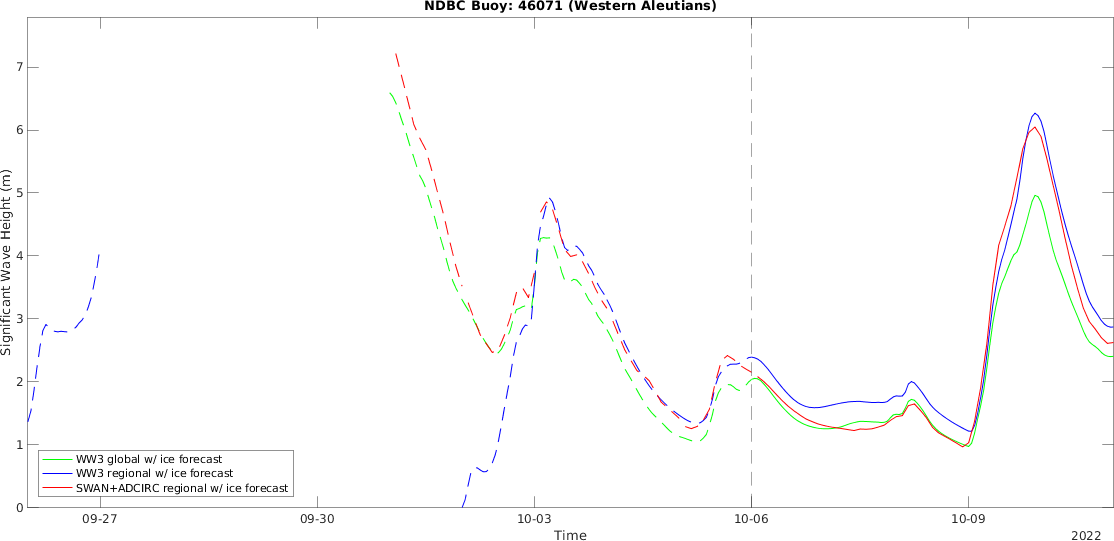 NDBC Buoy: 46071 (Western Aleutians)
Significant Wave Height (m)
7
6
5
4
3
2
1
0
WW3 global w/ ice forecast
WW3 regional w/ ice forecast
SWAN+ADCIRC regional w/ ice forecast
09-27
09-30
10-03
10-06
10-09
Time
2022